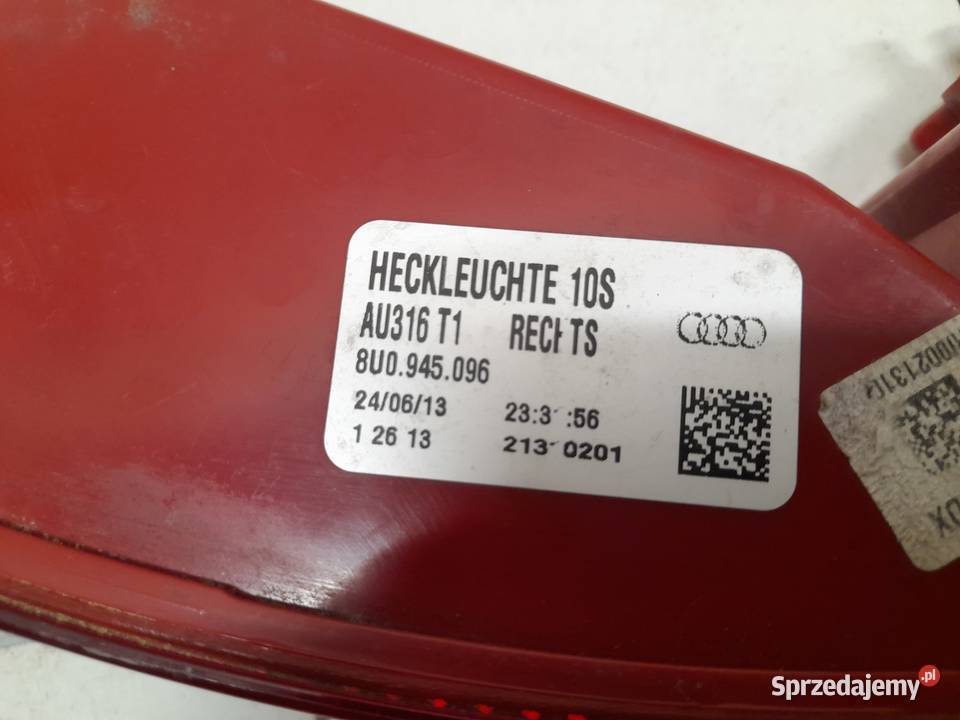 HECKLEUCHTE 10S
AU316 T1 RECHTS
8U0.945.096
24/06/13
1 26 13 0201
Sprzedajemy.pl